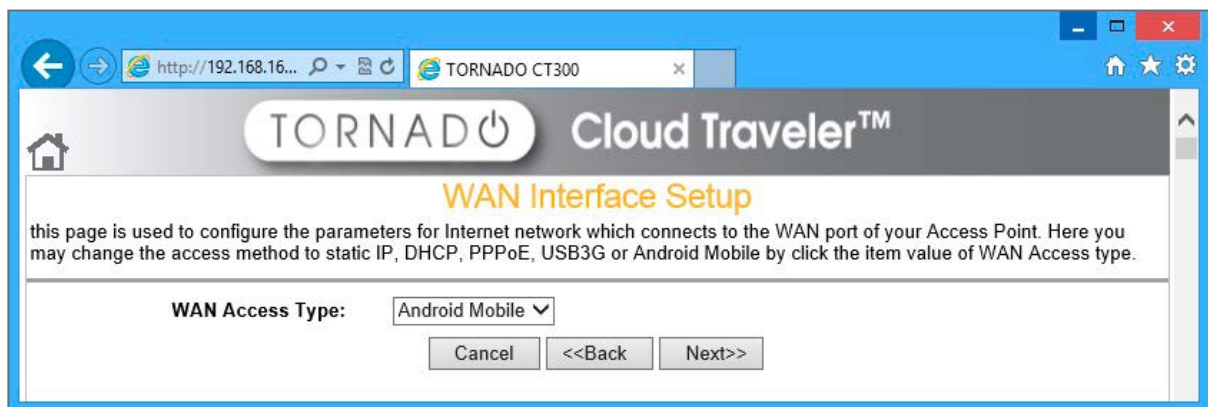 http://192.168.16... TORNADO CT300
TORNADO Cloud Traveler™
WAN Interface Setup
this page is used to configure the parameters for Internet network which connects to the WAN port of your Access Point. Here you
may change the access method to static IP, DHCP, PPPoE, USB3G or Android Mobile by click the item value of WAN Access type.
WAN Access Type: Android Mobile
Cancel <<Back Next>>